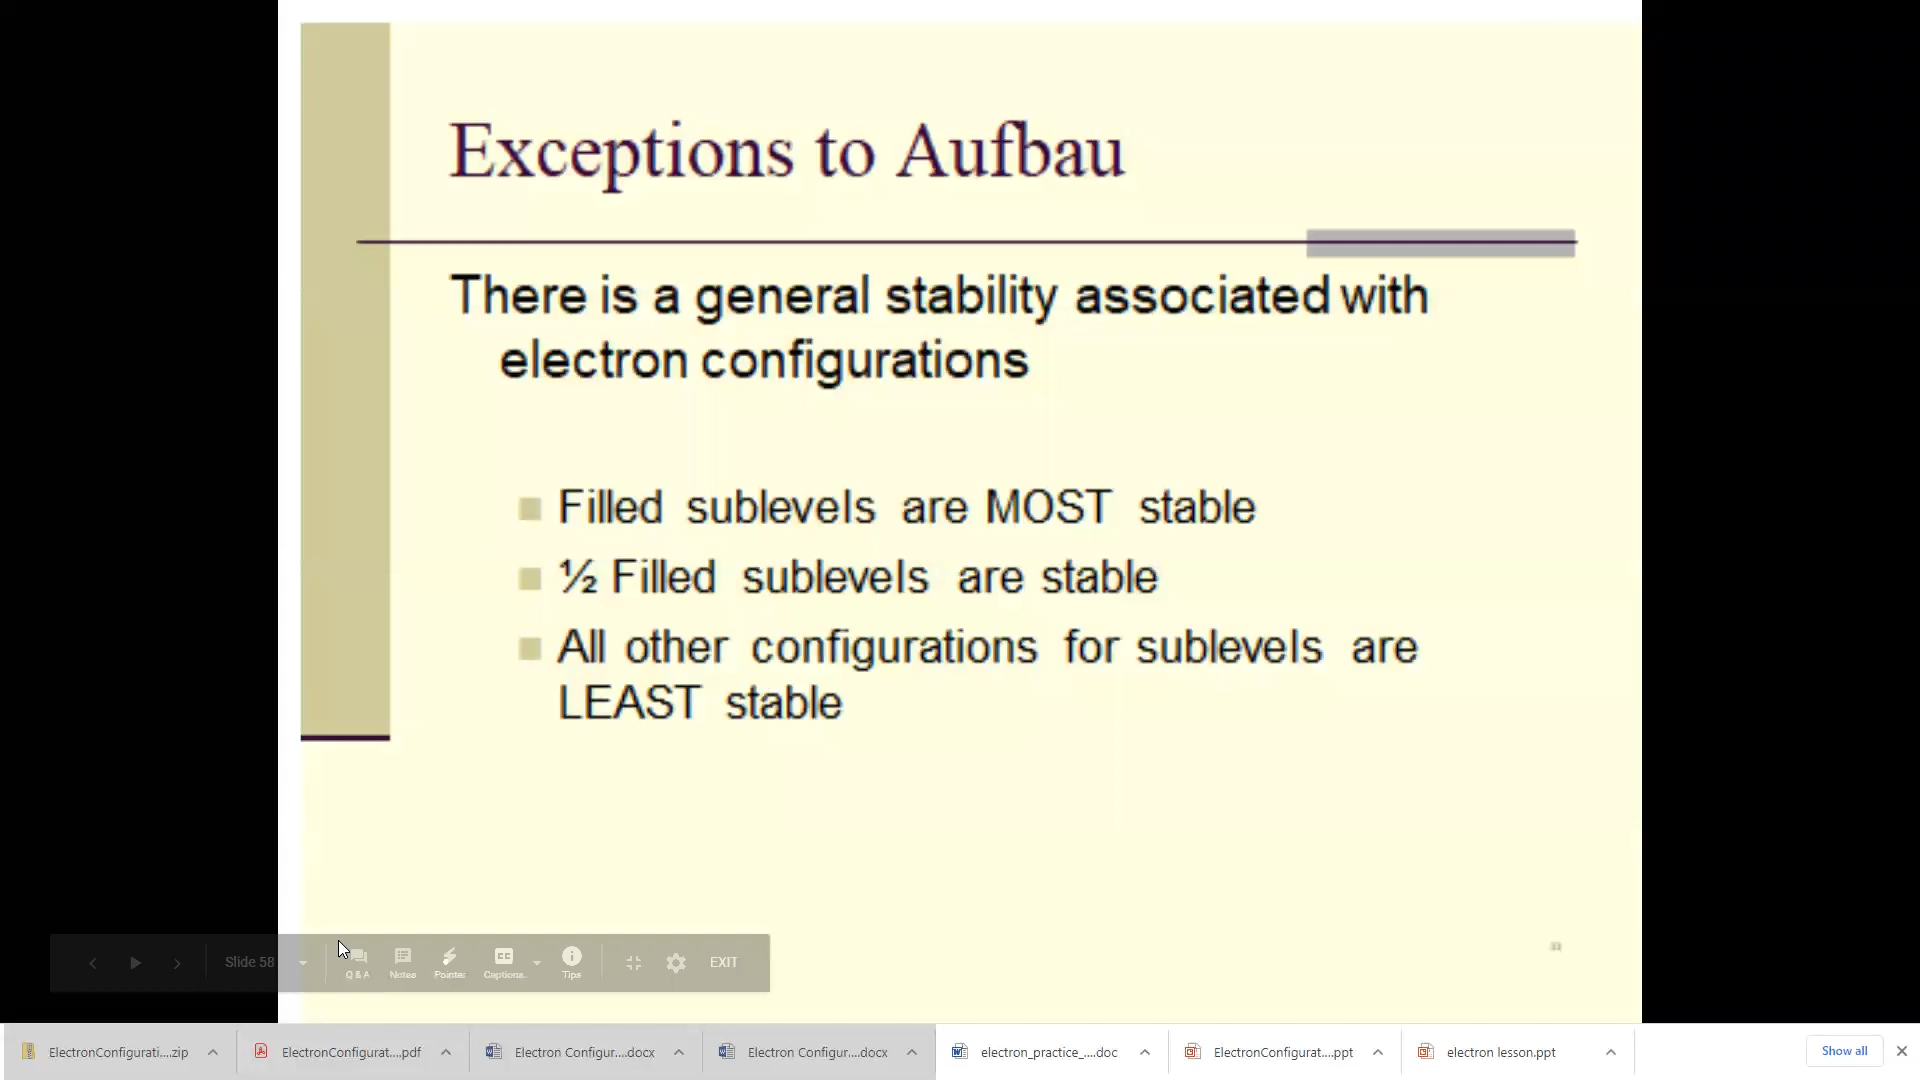 Exceptions to Aufbau
There is a general stability associated with
electron configurations
Filled sublevels are MOST stable
½ Filled sublevels are stable
All other configurations for sublevels are
LEAST stable
Slide 58
Q & A
Notes
Pointer
Captions
Tips
EXIT
ElectronConfigurati....zip
ElectronConfigurat....pdf
Electron Configur....docx
Electron Configur....docx
electron_practice_....doc
ElectronConfigurat....ppt
electron lesson.ppt
Show all